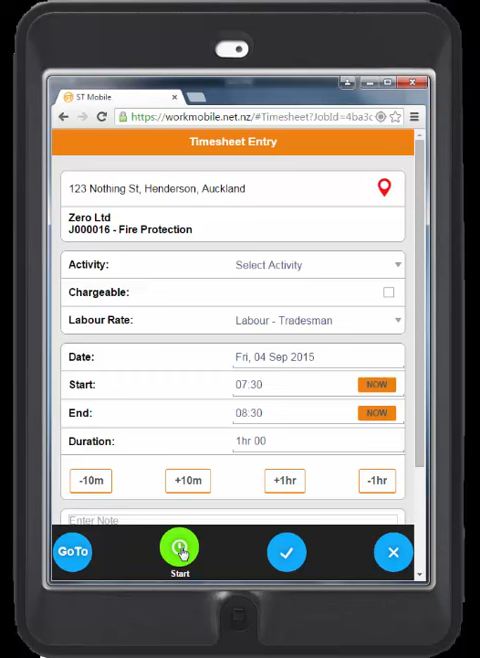 ST Mobile
https://workmobile.net.nz/#Timesheet?JobId=4ba3c
Timesheet Entry
123 Nothing St, Henderson, Auckland
Zero Ltd
J000016 - Fire Protection
Activity: Select Activity
Chargeable:
Labour Rate: Labour - Tradesman
Date: Fri, 04 Sep 2015
Start: 07:30 NOW
End: 08:30 NOW
Duration: 1hr 00
-10m +10m +1hr -1hr
Enter Note
GoTo
Start